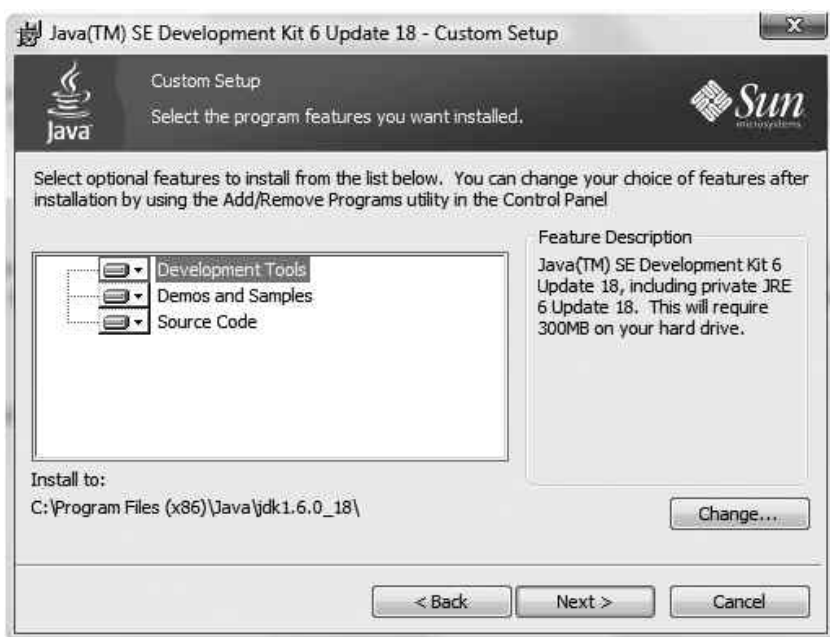 Java(TM) SE Development Kit 6 Update 18 - Custom Setup
X
Java
Custom Setup
Select the program features you want installed.
Sun
microsystems
Select optional features to install from the list below. You can change your choice of features after
installation by using the Add/Remove Programs utility in the Control Panel
Development Tools
Demos and Samples
Source Code
Feature Description
Java(TM) SE Development Kit 6
Update 18, including private JRE
6 Update 18. This will require
300MB on your hard drive.
Install to:
C:\Program Files (x86)\Java\jdk1.6.0_18\
Change...
< Back
Next >
Cancel